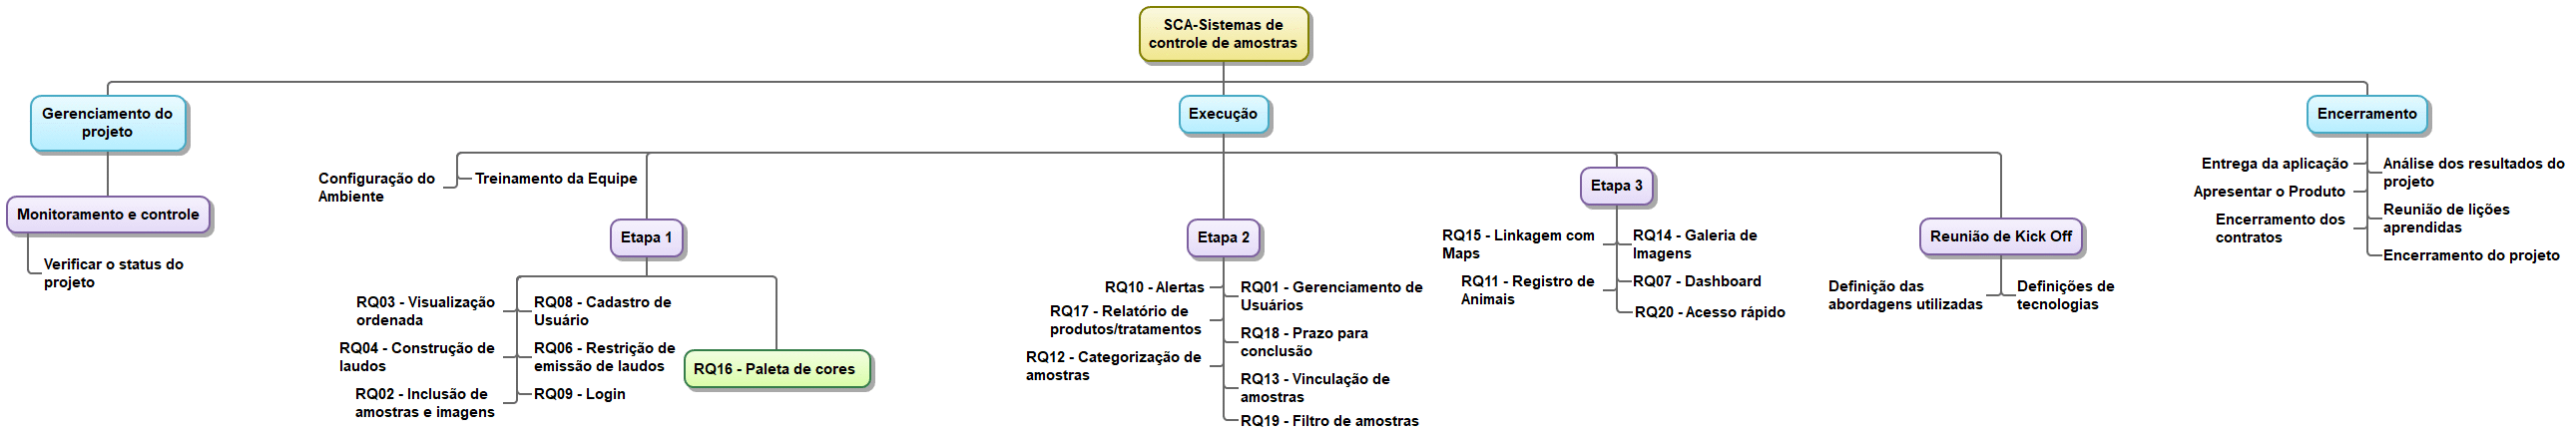 SCA-Sistemas de
controle de amostras
Gerenciamento do
projeto
Monitoramento e controle
Verificar o status do
projeto
Execução
Configuração do
Ambiente
Treinamento da Equipe
Etapa 1
RQ03 - Visualização
ordenada
RQ04 - Construção de
laudos
RQ02 - Inclusão de
amostras e imagens
RQ08 - Cadastro de
Usuário
RQ06 - Restrição de
emissão de laudos
RQ09 - Login
RQ16 - Paleta de cores
Etapa 2
RQ10 - Alertas
RQ17 - Relatório de
produtos/tratamentos
RQ12 - Categorização de
amostras
RQ01 - Gerenciamento de
Usuários
RQ18 - Prazo para
conclusão
RQ13 - Vinculação de
amostras
RQ19 - Filtro de amostras
Etapa 3
RQ15 - Linkagem com
Maps
RQ11 - Registro de
Animais
RQ14 - Galeria de
Imagens
RQ07 - Dashboard
RQ20 - Acesso rápido
Reunião de Kick Off
Definição das
abordagens utilizadas
Definições de
tecnologias
Encerramento
Entrega da aplicação
Apresentar o Produto
Encerramento dos
contratos
Análise dos resultados do
projeto
Reunião de lições
aprendidas
Encerramento do projeto